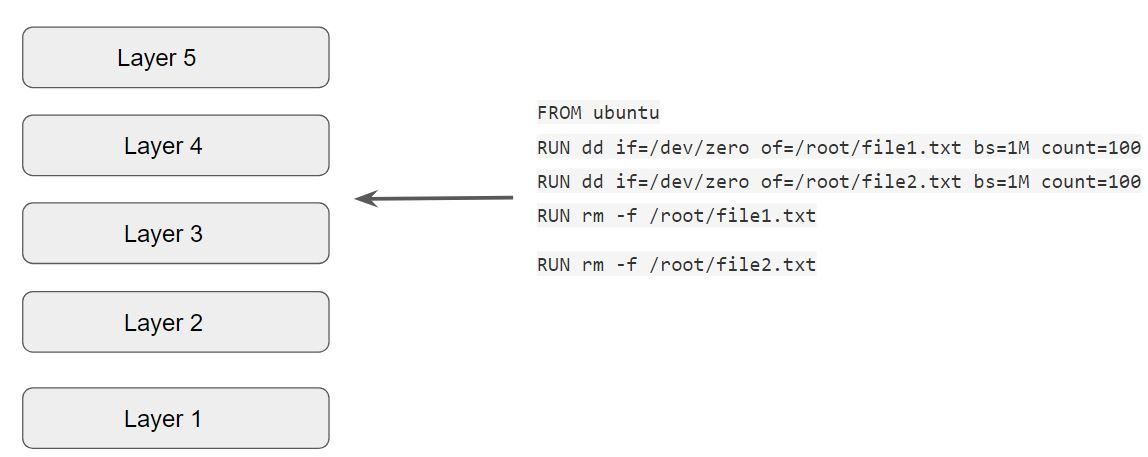 Layer 5
Layer 4
Layer 3
Layer 2
Layer 1
FROM ubuntu
RUN dd if=/dev/zero of=/root/file1.txt bs=1M count=100
RUN dd if=/dev/zero of=/root/file2.txt bs=1M count=100
RUN rm -f /root/file1.txt
RUN rm -f /root/file2.txt